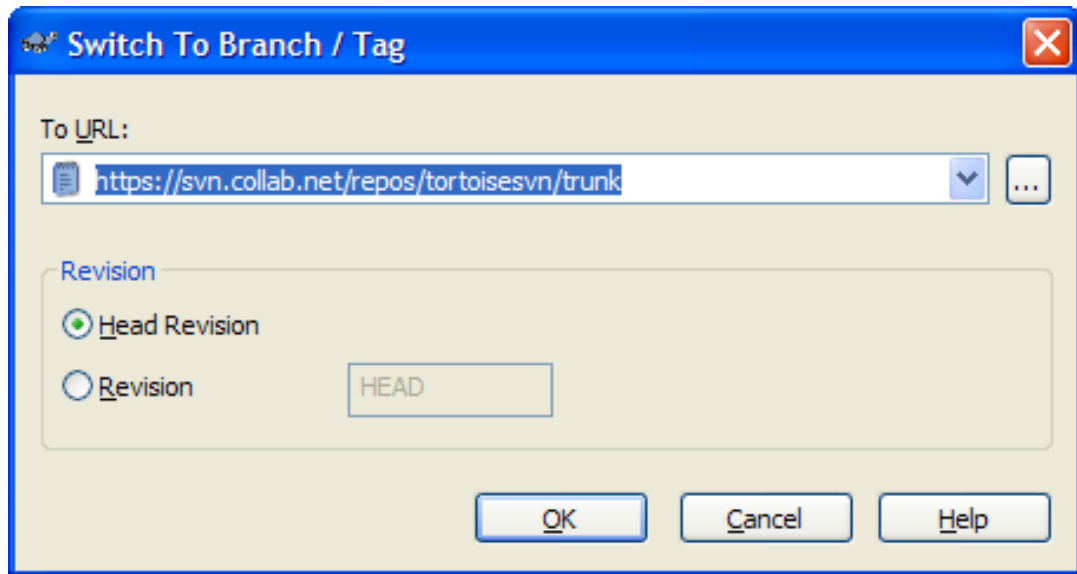 Switch To Branch / Tag
To URL:
https://svn.collab.net/repos/tortoisesvn/trunk
...
Revision
Head Revision
Revision HEAD
OK Cancel Help